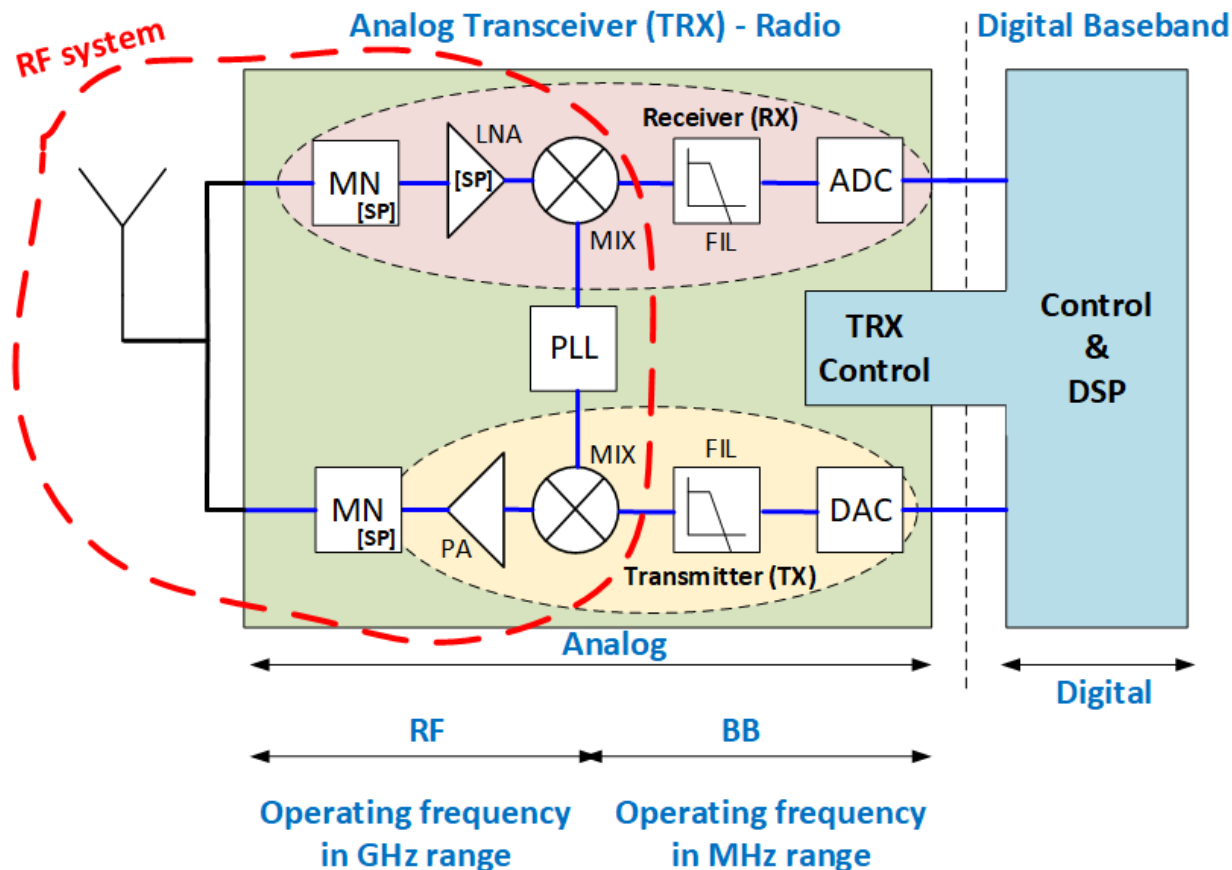 Analog Transceiver (TRX) - Radio
Digital Baseband
RF system
LNA
Receiver (RX)
MN
[SP]
[SP]
ADC
MIX
FIL
PLL
TRX
Control
Control
&
DSP
MIX
FIL
MN
[SP]
PA
DAC
Transmitter (TX)
Analog
Digital
RF
BB
Operating frequency
in GHz range
Operating frequency
in MHz range